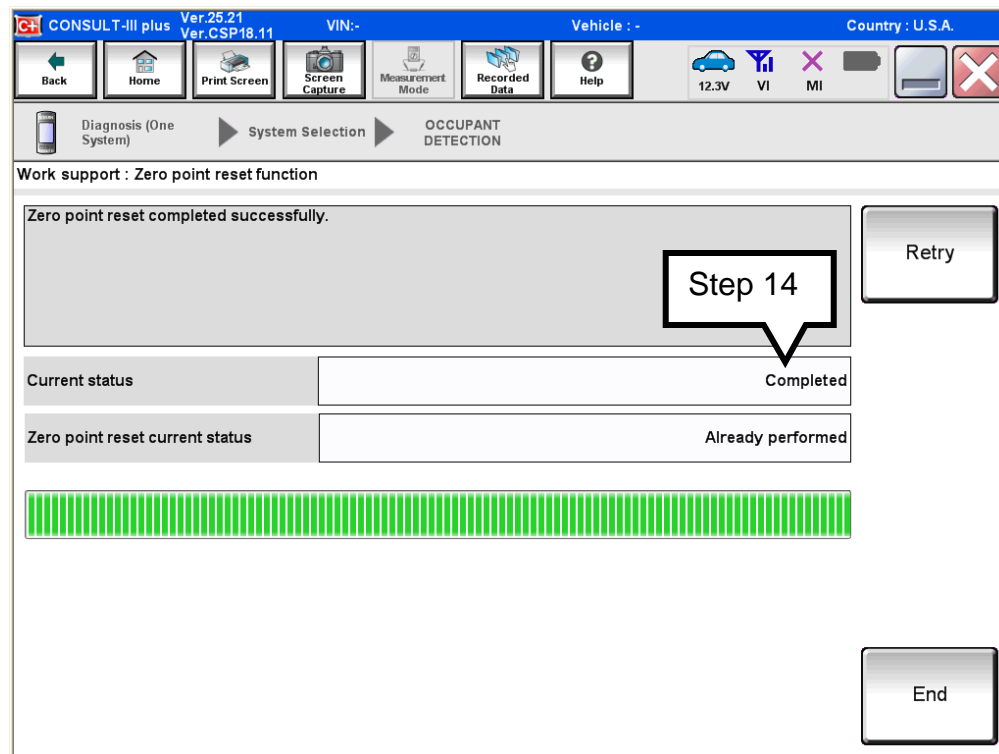 C+ CONSULT-III plus Ver.25.21 VIN:- Vehicle : - Country : U.S.A.
Ver.CSP18.11
Back Home Print Screen Screen Capture Measurement Mode Recorded Data Help 12.3V VI MI
Diagnosis (One System) System Selection OCCUPANT DETECTION
Work support : Zero point reset function
Zero point reset completed successfully.
Retry
Step 14
Current status Completed
Zero point reset current status Already performed
End